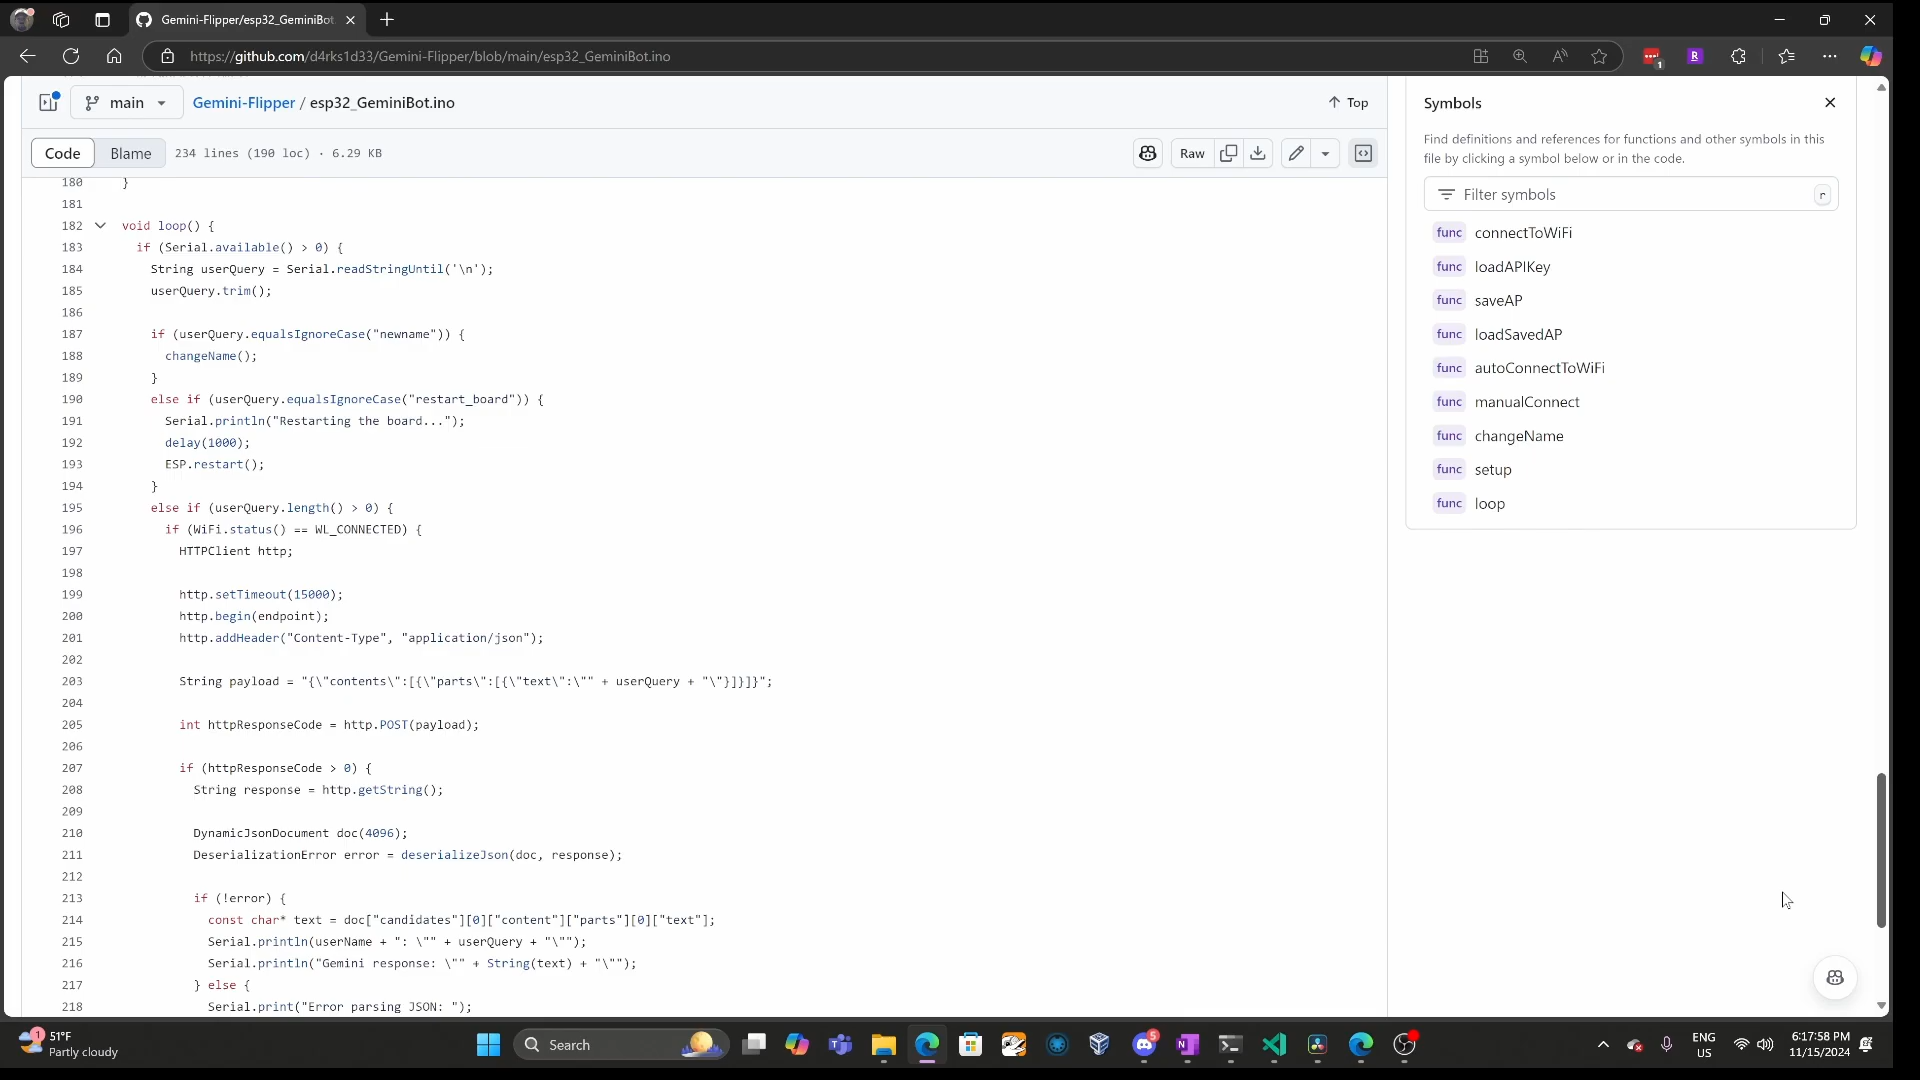 Gemini-Flipper/esp32_GeminiBot.
https://github.com/d4rks1d33/Gemini-Flipper/blob/main/esp32_GeminiBot.ino
1
R
main
Gemini-Flipper / esp32_GeminiBot.ino
Top
Code
Blame
234 lines (190 loc) · 6.29 KB
Raw
180 }
181
182 void loop() {
183 if (Serial.available() > 0) {
184 String userQuery = Serial.readStringUntil('\n');
185 userQuery.trim();
186
187 if (userQuery.equalsIgnoreCase("newname")) {
188 changeName();
189 }
190 else if (userQuery.equalsIgnoreCase("restart_board")) {
191 Serial.println("Restarting the board...");
192 delay(1000);
193 ESP.restart();
194 }
195 else if (userQuery.length() > 0) {
196 if (WiFi.status() == WL_CONNECTED) {
197 HTTPClient http;
198
199 http.setTimeout(15000);
200 http.begin(endpoint);
201 http.addHeader("Content-Type", "application/json");
202
203 String payload = "{\"contents\":[{\"parts\":[{\"text\":\"" + userQuery + "\"}]}]}";
204
205 int httpResponseCode = http.POST(payload);
206
207 if (httpResponseCode > 0) {
208 String response = http.getString();
209
210 DynamicJsonDocument doc(4096);
211 DeserializationError error = deserializeJson(doc, response);
212
213 if (!error) {
214 const char* text = doc["candidates"][0]["content"]["parts"][0]["text"];
215 Serial.println(userName + ": \"" + userQuery + "\"");
216 Serial.println("Gemini response: \"" + String(text) + "\"");
217 } else {
218 Serial.print("Error parsing JSON: ");
Symbols
Find definitions and references for functions and other symbols in this
file by clicking a symbol below or in the code.
Filter symbols
r
func connectToWiFi
func loadAPIKey
func saveAP
func loadSavedAP
func autoConnectToWiFi
func manualConnect
func changeName
func setup
func loop
1
51°F
Partly cloudy
Search
5
N
ENG
US
6:17:58 PM
11/15/2024